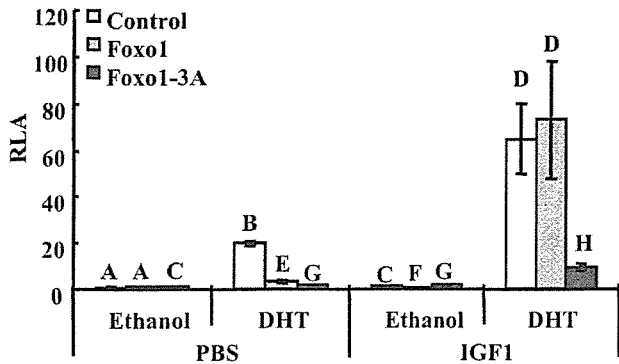 120
100
80
60
40
20
0
RLA
Control
Foxo1
Foxo1-3A
A A C B E G C F G D D H
Ethanol DHT Ethanol DHT
PBS IGF1